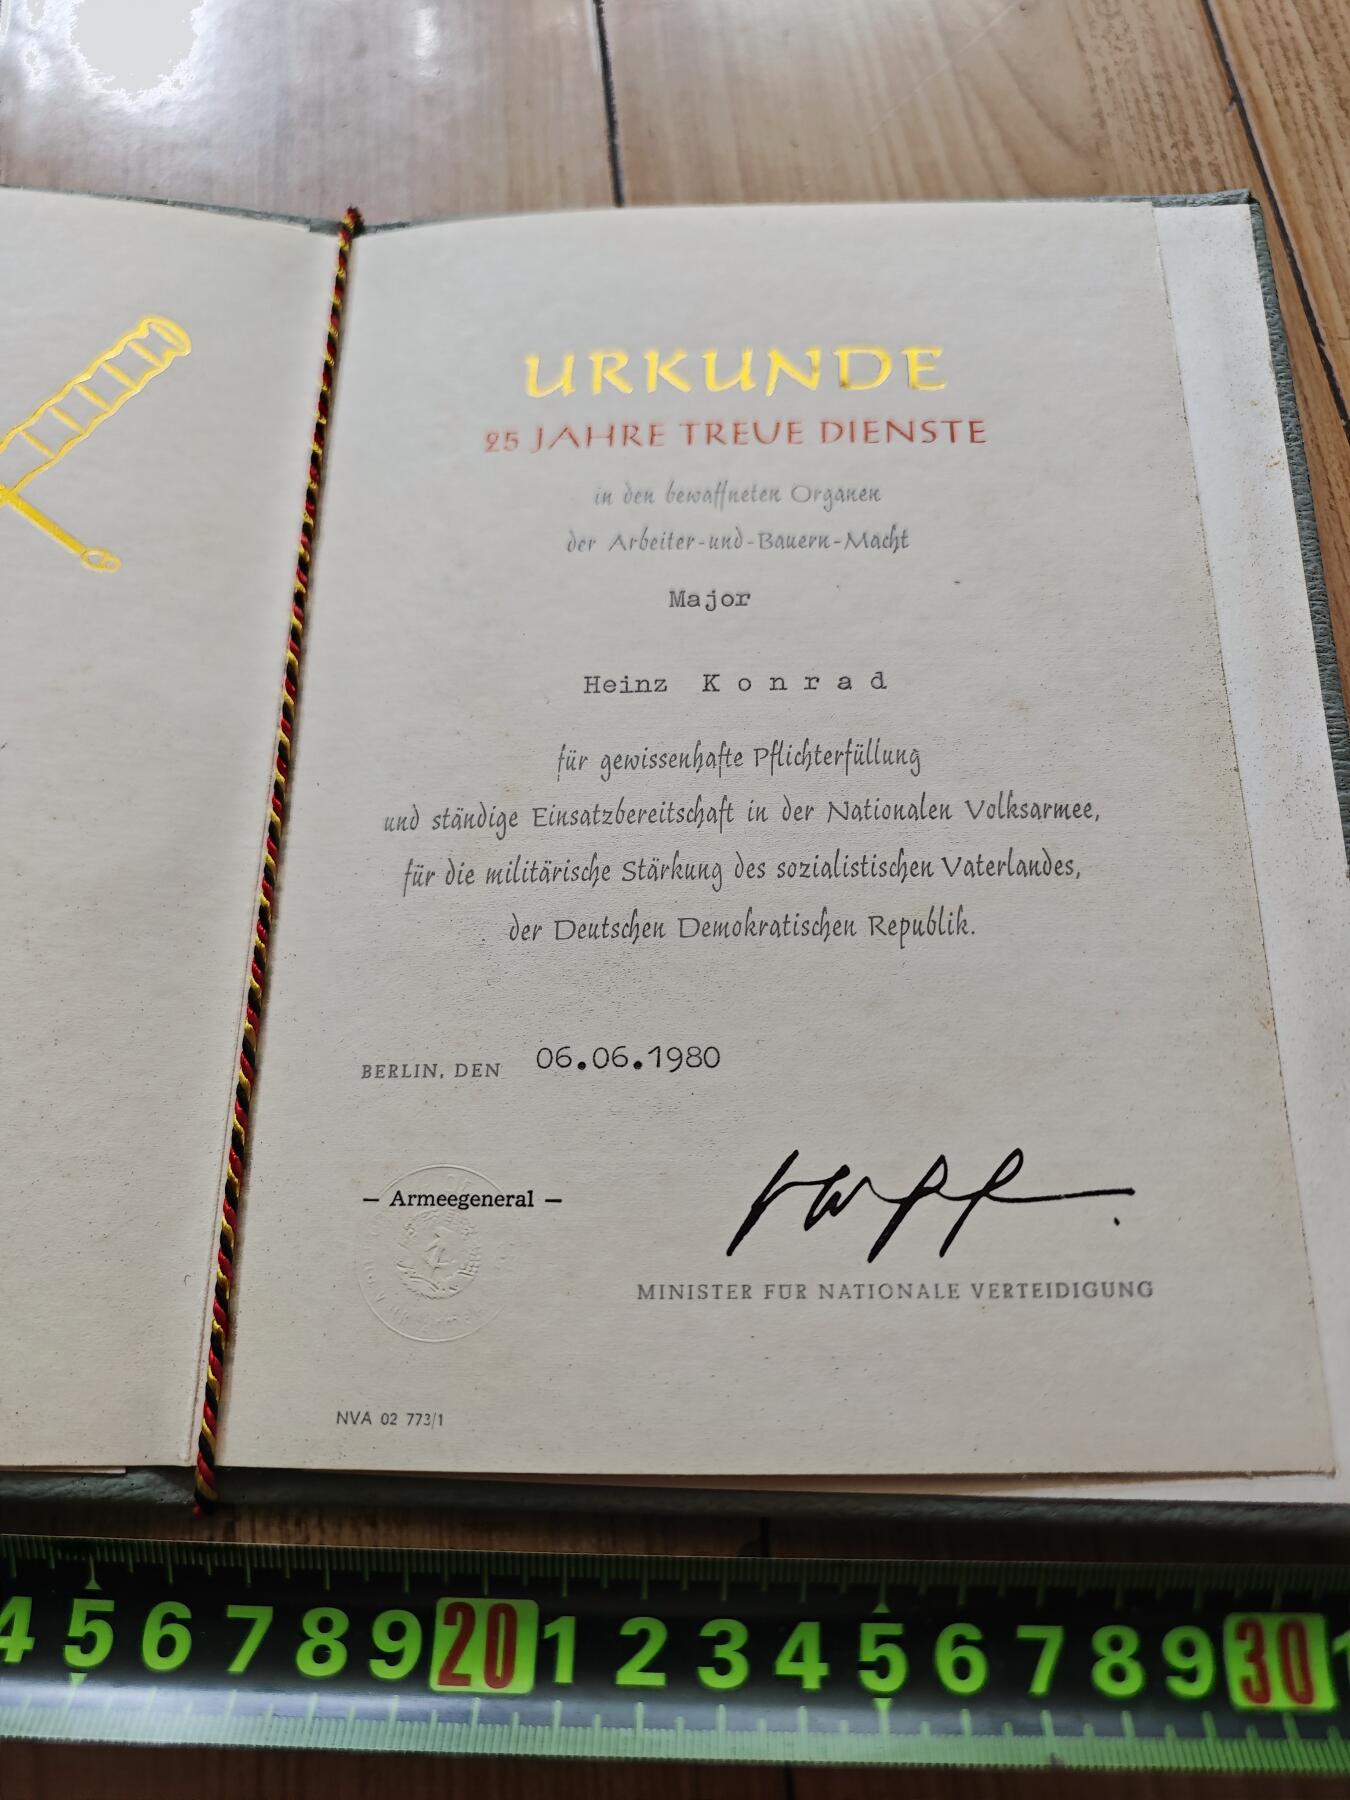 URKUNDE
25 JAHRE TREUE DIENSTE
in den bewaffneten Organen
der Arbeiter-und-Bauern-Macht
Major
Heinz K o n r a d
für gewissenhafte Pflichterfüllung
und ständige Einsatzbereitschaft in der Nationalen Volksarmee,
für die militärische Stärkung des sozialistischen Vaterlandes,
der Deutschen Demokratischen Republik.
BERLIN, DEN 06.06.1980
– Armeegeneral –
MINISTER FÜR NATIONALE VERTEIDIGUNG
NVA 02 773/1
4 5 6 7 8 9 20 1 2 3 4 5 6 7 8 9 30 1